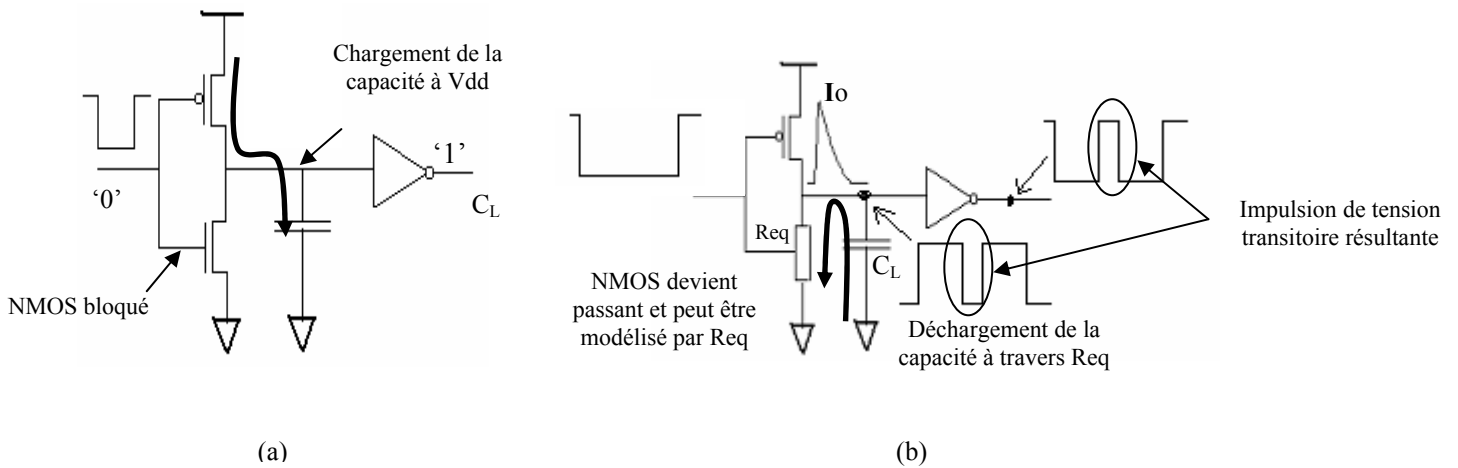 Chargement de la
capacité à Vdd
‘1’
‘0’
C_L
NMOS bloqué
(a)
Io
Req
C_L
NMOS devient
passant et peut être
modélisé par Req
Impulsion de tension
transitoire résultante
Déchargement de la
capacité à travers Req
(b)